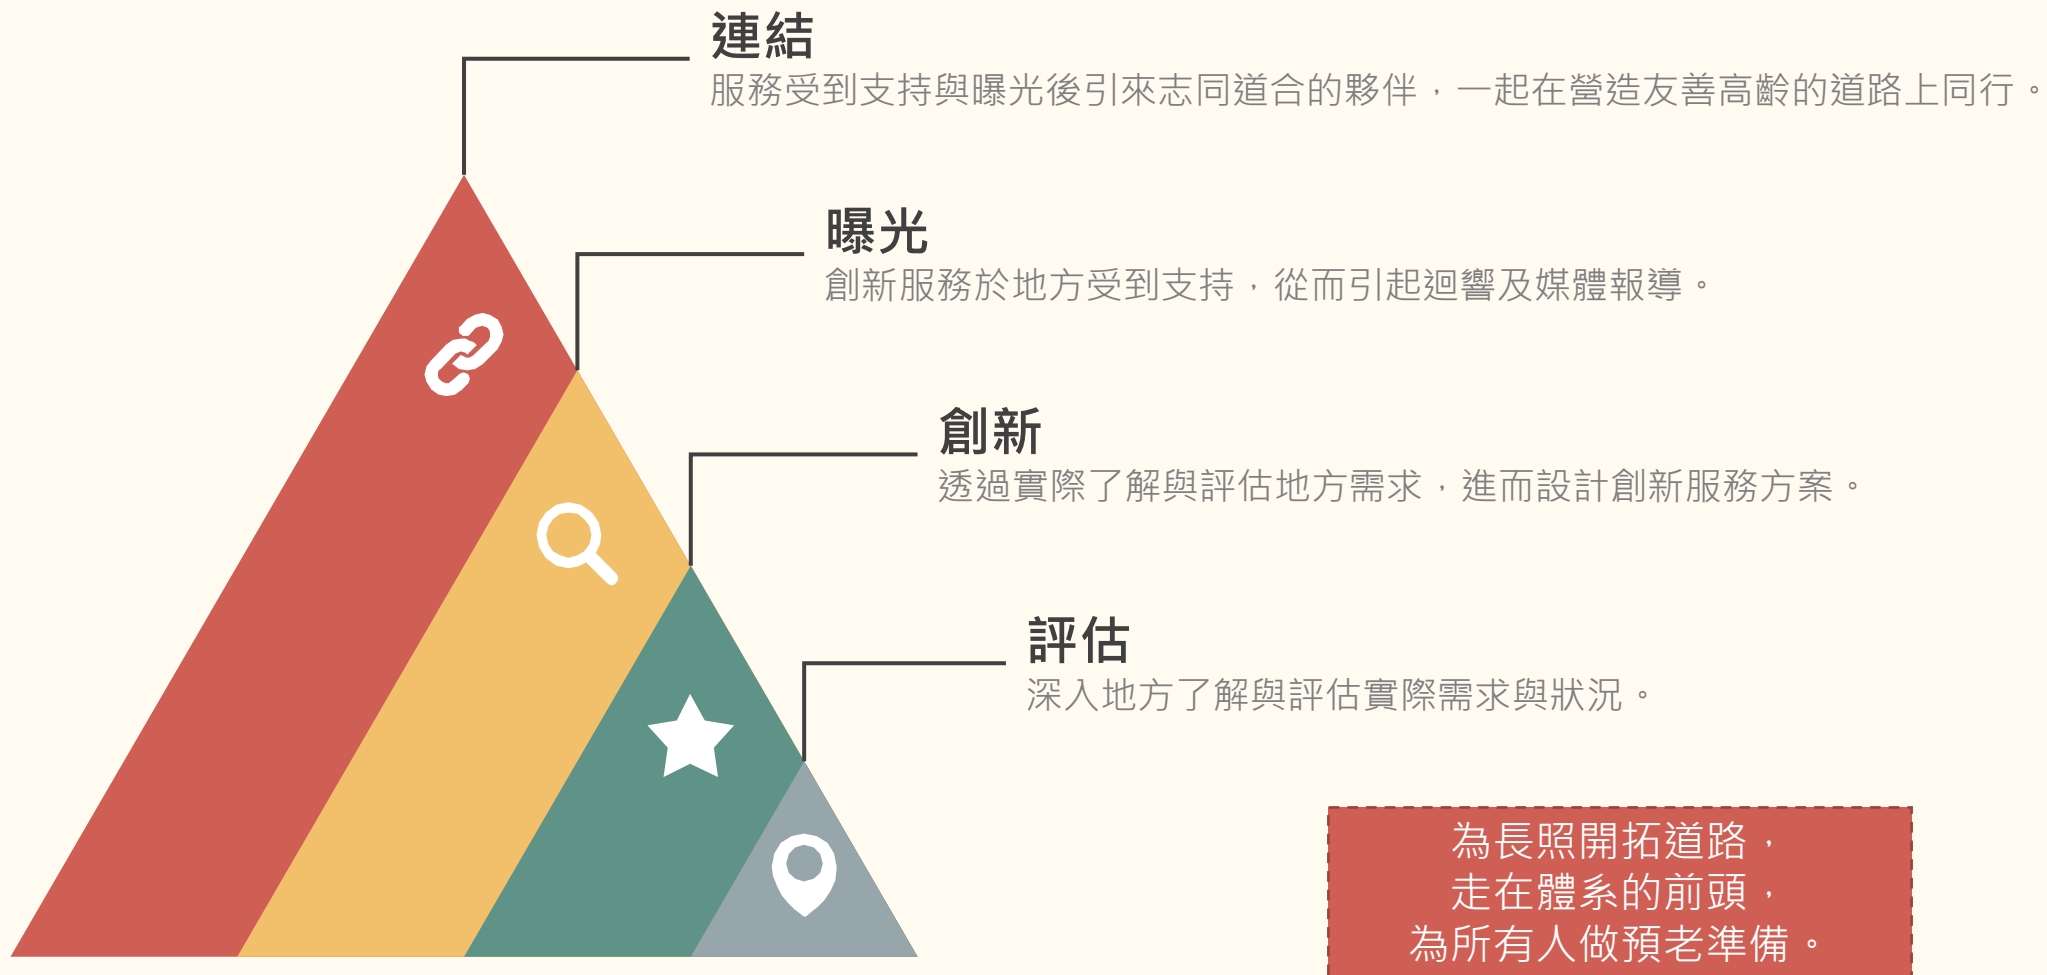 連結
服務受到支持與曝光後引來志同道合的夥伴，一起在營造友善高齡的道路上同行。
曝光
創新服務於地方受到支持，從而引起迴響及媒體報導。
創新
透過實際了解與評估地方需求，進而設計創新服務方案。
評估
深入地方了解與評估實際需求與狀況。
為長照開拓道路，
走在體系的前頭，
為所有人做預老準備。